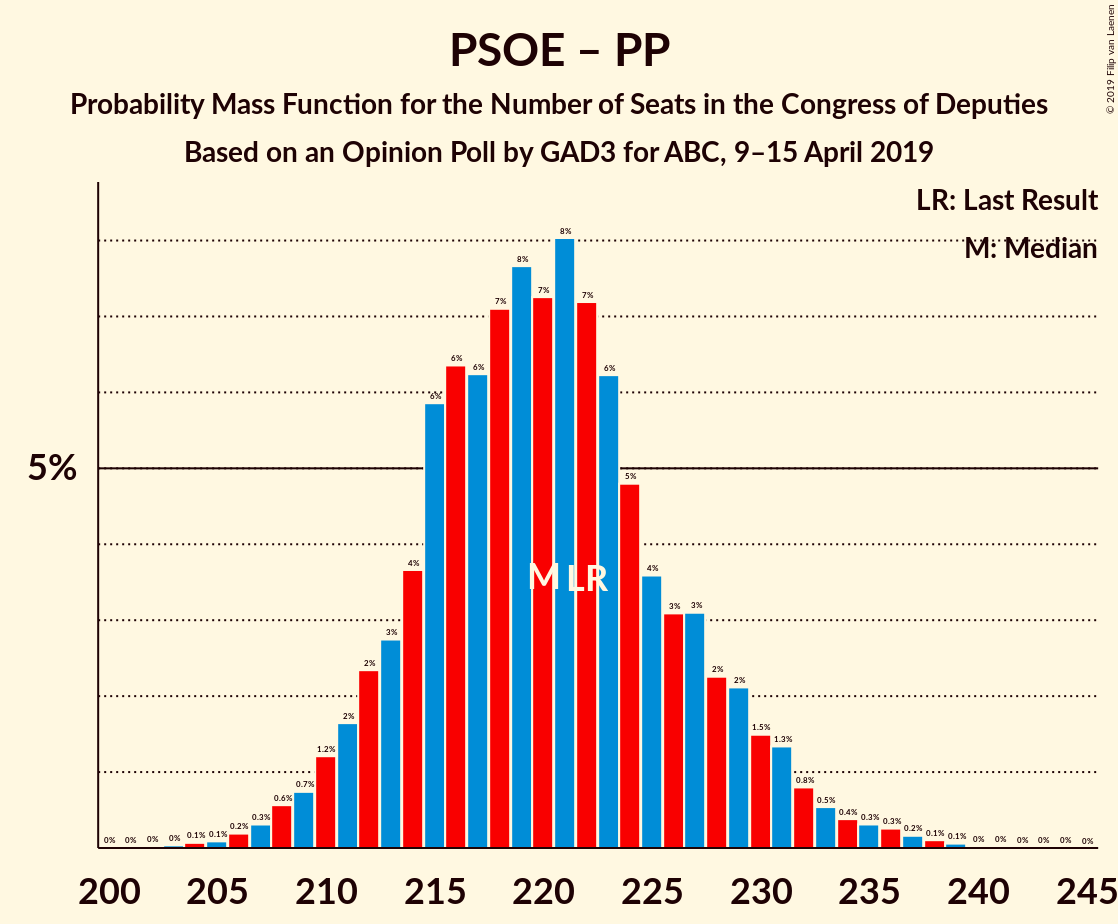 PSOE – PP
Probability Mass Function for the Number of Seats in the Congress of Deputies
Based on an Opinion Poll by GAD3 for ABC, 9–15 April 2019
© 2019 Filip van Laenen
LR: Last Result
M: Median
5%
0% 0% 0% 0% 0.1% 0.1% 0.2% 0.3% 0.6% 0.7% 1.2% 2% 2% 3% 4% 6% 6% 6% 7% 8% 7% 8% 7% 6% 5% 4% 3% 3% 2% 2% 1.5% 1.3% 0.8% 0.5% 0.4% 0.3% 0.3% 0.2% 0.1% 0.1% 0% 0% 0% 0% 0% 0%
M LR
200 205 210 215 220 225 230 235 240 245